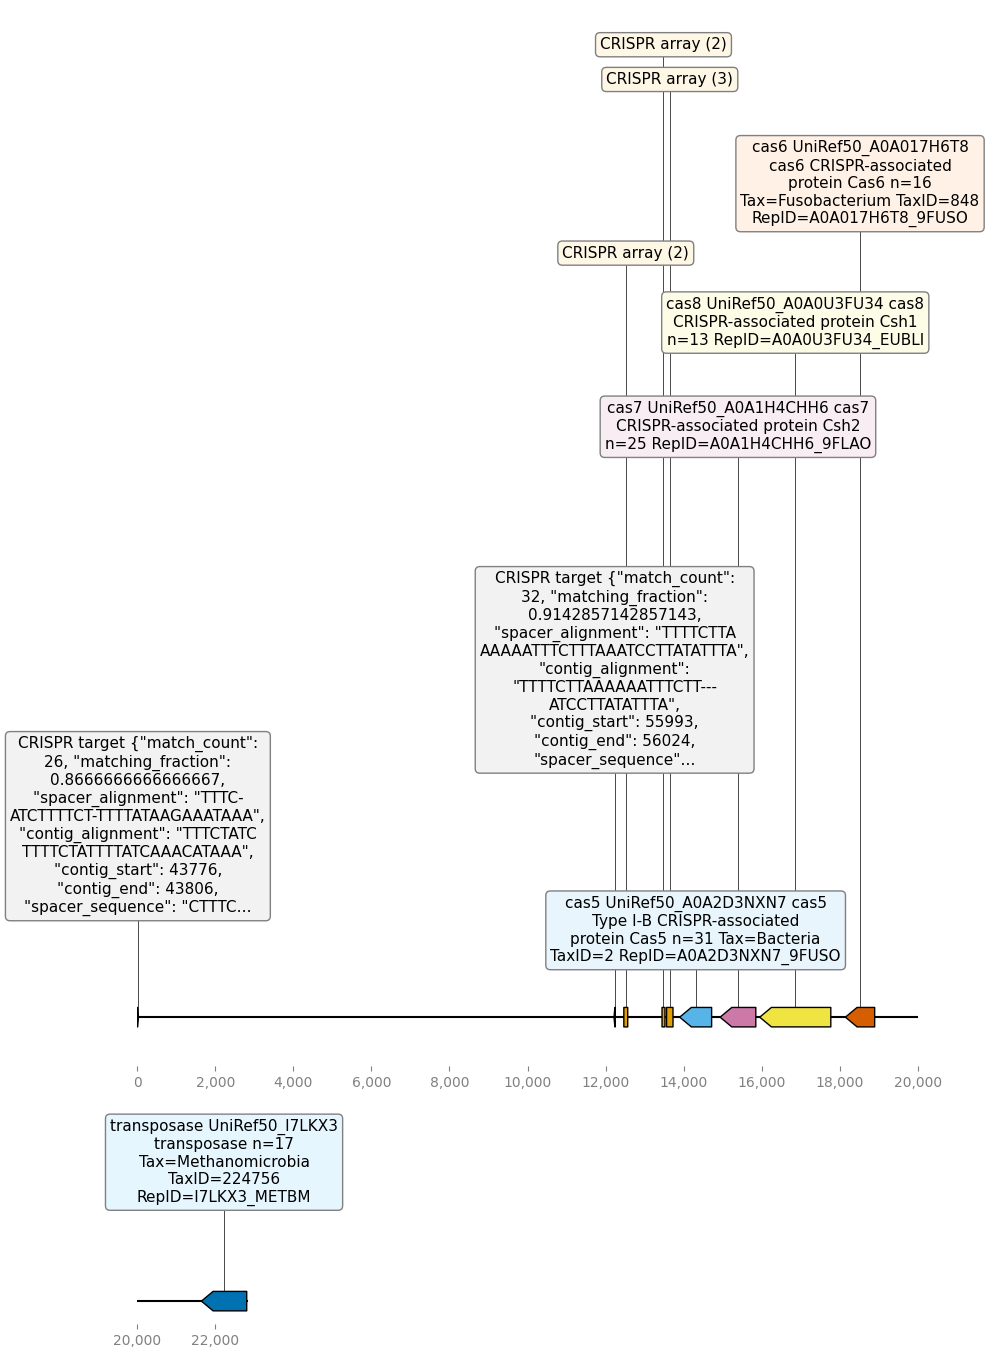 CRISPR array (2)
CRISPR array (3)
cas6 UniRef50_A0A017H6T8
cas6 CRISPR-associated
protein Cas6 n=16
Tax=Fusobacterium TaxID=848
RepID=A0A017H6T8_9FUSO
CRISPR array (2)
cas8 UniRef50_A0A0U3FU34 cas8
CRISPR-associated protein Csh1
n=13 RepID=A0A0U3FU34_EUBLI
cas7 UniRef50_A0A1H4CHH6 cas7
CRISPR-associated protein Csh2
n=25 RepID=A0A1H4CHH6_9FLAO
CRISPR target {"match_count":
32, "matching_fraction":
0.9142857142857143,
"spacer_alignment": "TTTTCTTA
AAAAATTTCTTTAAATCCTTATATTTA",
"contig_alignment":
"TTTTCTTAAAAAATTTCTT---
ATCCTTATATTTA",
"contig_start": 55993,
"contig_end": 56024,
"spacer_sequence"...
CRISPR target {"match_count":
26, "matching_fraction":
0.8666666666666667,
"spacer_alignment": "TTTC-
ATCTTTTCT-TTTTATAAGAAATAAA",
"contig_alignment": "TTTCTATC
TTTTCTATTTTATCAAACATAAA",
"contig_start": 43776,
"contig_end": 43806,
"spacer_sequence": "CTTTC...
cas5 UniRef50_A0A2D3NXN7 cas5
Type I-B CRISPR-associated
protein Cas5 n=31 Tax=Bacteria
TaxID=2 RepID=A0A2D3NXN7_9FUSO
0 2,000 4,000 6,000 8,000 10,000 12,000 14,000 16,000 18,000 20,000
transposase UniRef50_I7LKX3
transposase n=17
Tax=Methanomicrobia
TaxID=224756
RepID=I7LKX3_METBM
20,000 22,000